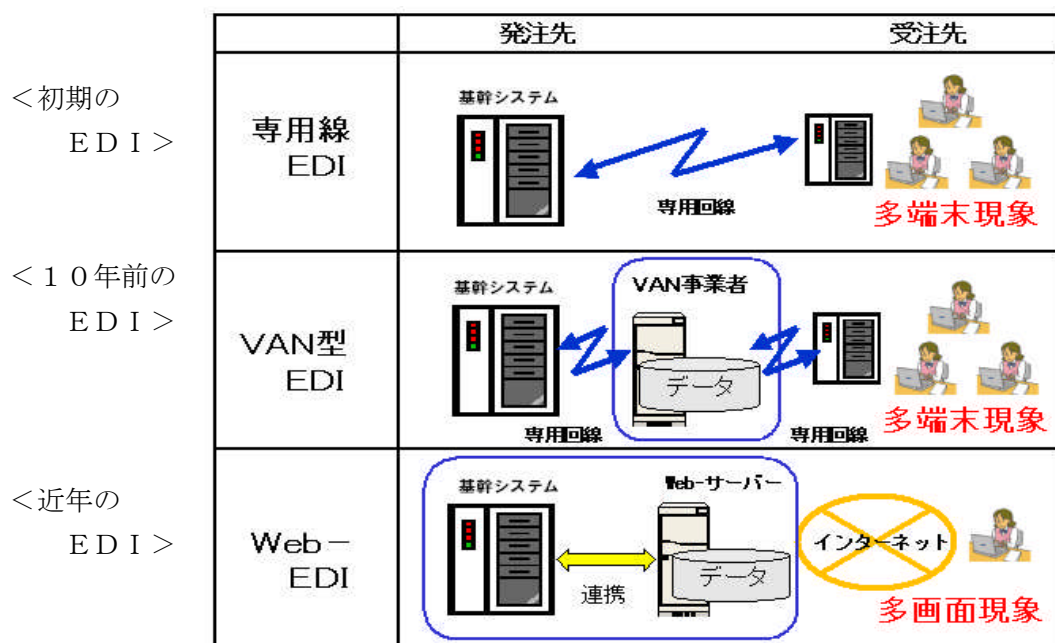 発注先 受注先
＜初期の
ＥＤＩ＞
専用線
EDI
基幹システム
専用回線
多端末現象
＜１０年前の
ＥＤＩ＞
VAN型
EDI
基幹システム
VAN事業者
データ
専用回線
専用回線
多端末現象
＜近年の
ＥＤＩ＞
Web－
EDI
基幹システム
Web-サーバー
データ
連携
インターネット
多画面現象